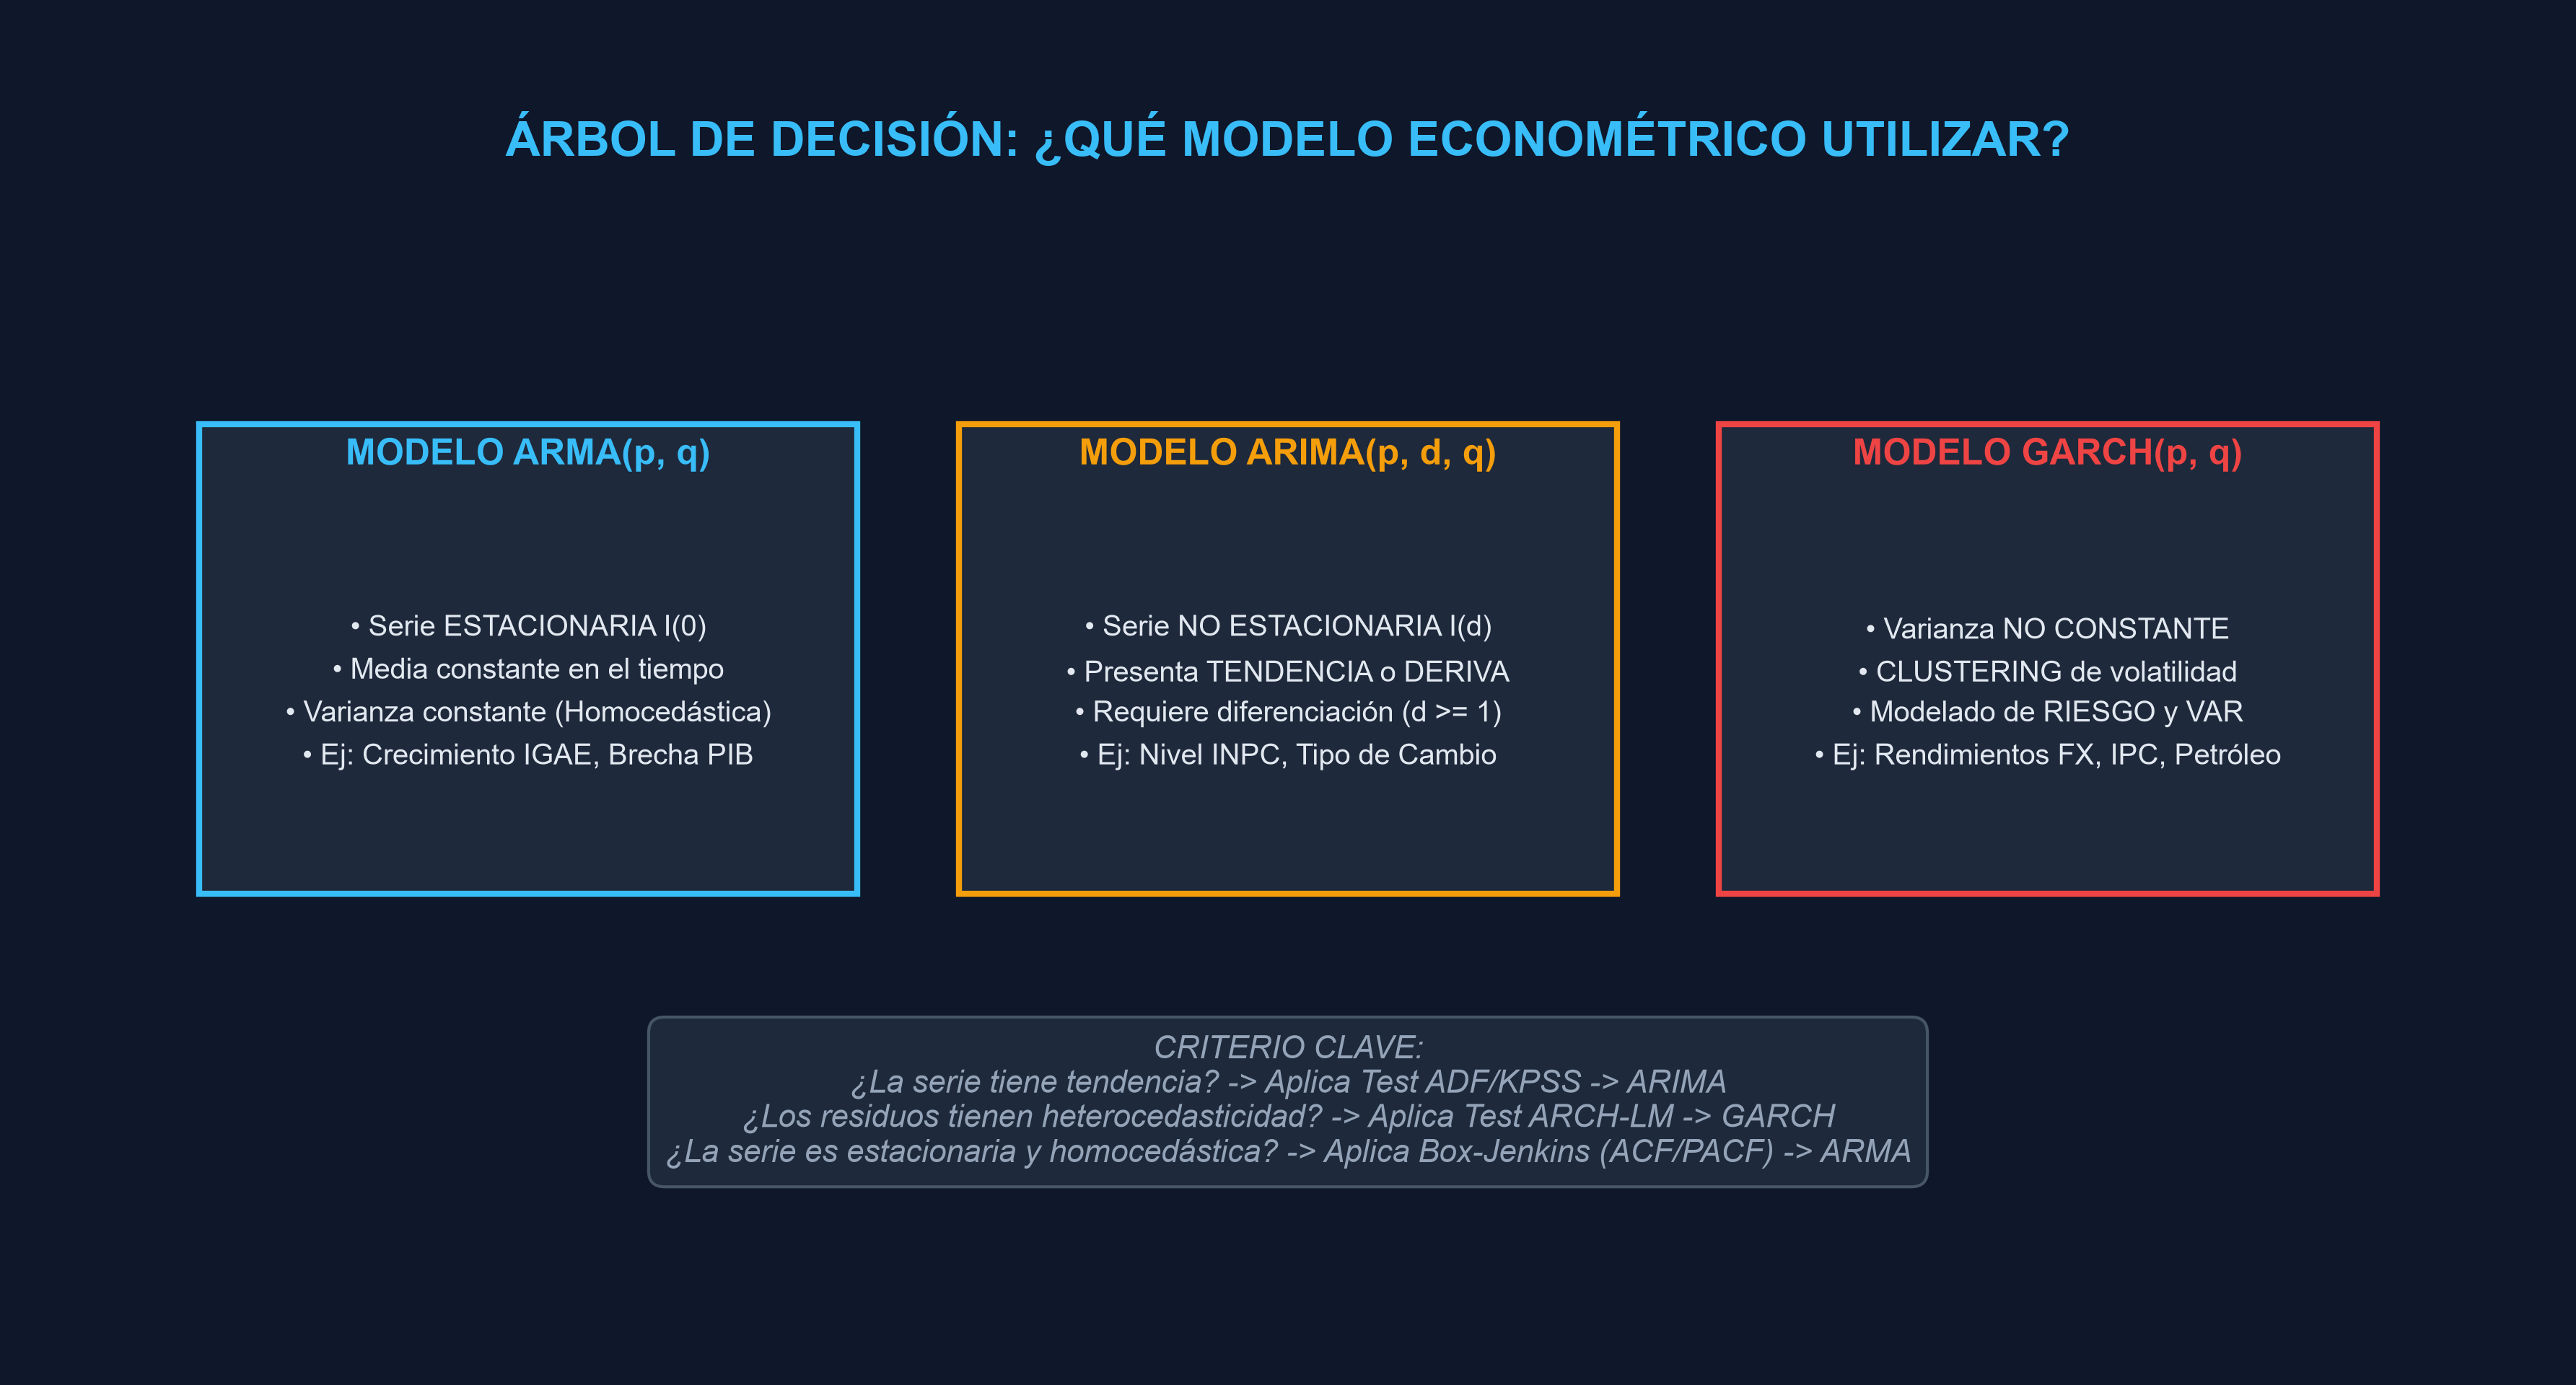 ÁRBOL DE DECISIÓN: ¿QUÉ MODELO ECONOMÉTRICO UTILIZAR?
MODELO ARMA(p, q)
• Serie ESTACIONARIA I(0)
• Media constante en el tiempo
• Varianza constante (Homocedástica)
• Ej: Crecimiento IGAE, Brecha PIB
MODELO ARIMA(p, d, q)
• Serie NO ESTACIONARIA I(d)
• Presenta TENDENCIA o DERIVA
• Requiere diferenciación (d >= 1)
• Ej: Nivel INPC, Tipo de Cambio
MODELO GARCH(p, q)
• Varianza NO CONSTANTE
• CLUSTERING de volatilidad
• Modelado de RIESGO y VAR
• Ej: Rendimientos FX, IPC, Petróleo
CRITERIO CLAVE:
¿La serie tiene tendencia? -> Aplica Test ADF/KPSS -> ARIMA
¿Los residuos tienen heterocedasticidad? -> Aplica Test ARCH-LM -> GARCH
¿La serie es estacionaria y homocedástica? -> Aplica Box-Jenkins (ACF/PACF) -> ARMA